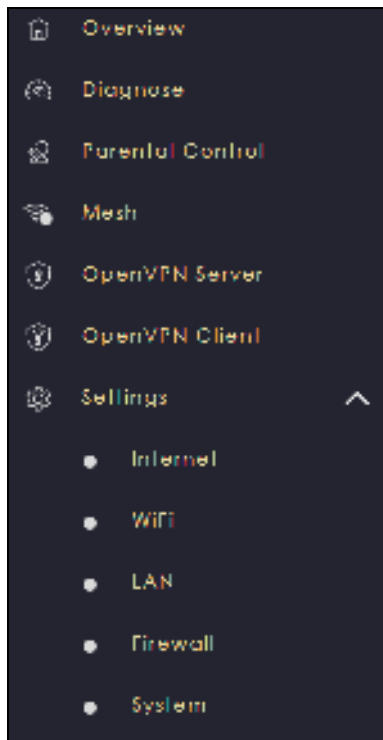 Overview
Diagnose
Parental Control
Mesh
OpenVPN Server
OpenVPN Client
Settings
Internet
WiFi
LAN
Firewall
System